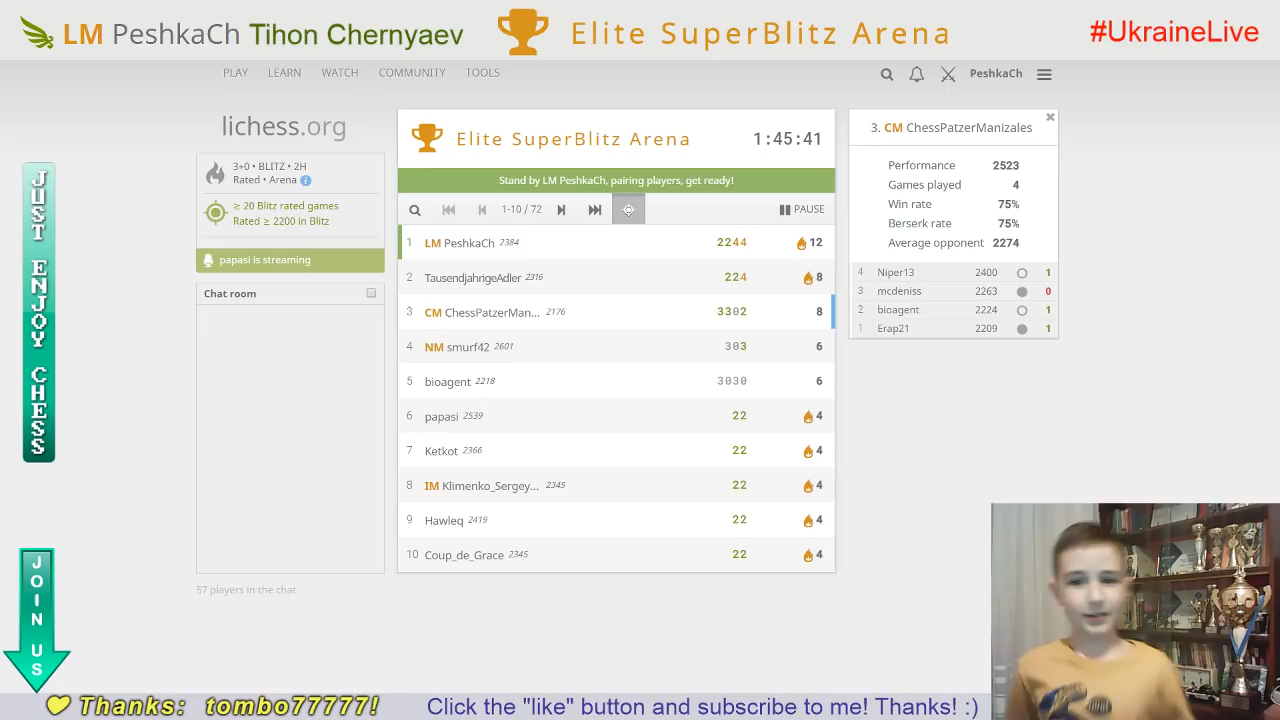 LM PeshkaCh Tihon Chernyaev
Elite SuperBlitz Arena
#UkraineLive
PLAY LEARN WATCH COMMUNITY TOOLS
PeshkaCh
lichess.org
3+0 • BLITZ • 2H
Rated • Arena
≥ 20 Blitz rated games
Rated ≥ 2200 in Blitz
papasi is streaming
Chat room
57 players in the chat
Elite SuperBlitz Arena 1:45:41
Stand by LM PeshkaCh, pairing players, get ready!
1-10 / 72 PAUSE
1 LM PeshkaCh 2384 2244 12
2 TausendjahrigeAdler 2316 224 8
3 CM ChessPatzerMan... 2176 3302 8
4 NM smurf42 2601 303 6
5 bioagent 2218 3030 6
6 papasi 2539 22 4
7 Ketkot 2366 22 4
8 IM Klimenko_Sergey... 2345 22 4
9 Hawleq 2419 22 4
10 Coup_de_Grace 2345 22 4
3. CM ChessPatzerManizales
Performance 2523
Games played 4
Win rate 75%
Berserk rate 75%
Average opponent 2274
4 Niper13 2400 1
3 mcdeniss 2263 0
2 bioagent 2224 1
1 Erap21 2209 1
JUST ENJOY CHESS
JOIN US
Thanks: tombo77777!
Click the "like" button and subscribe to me! Thanks! :)